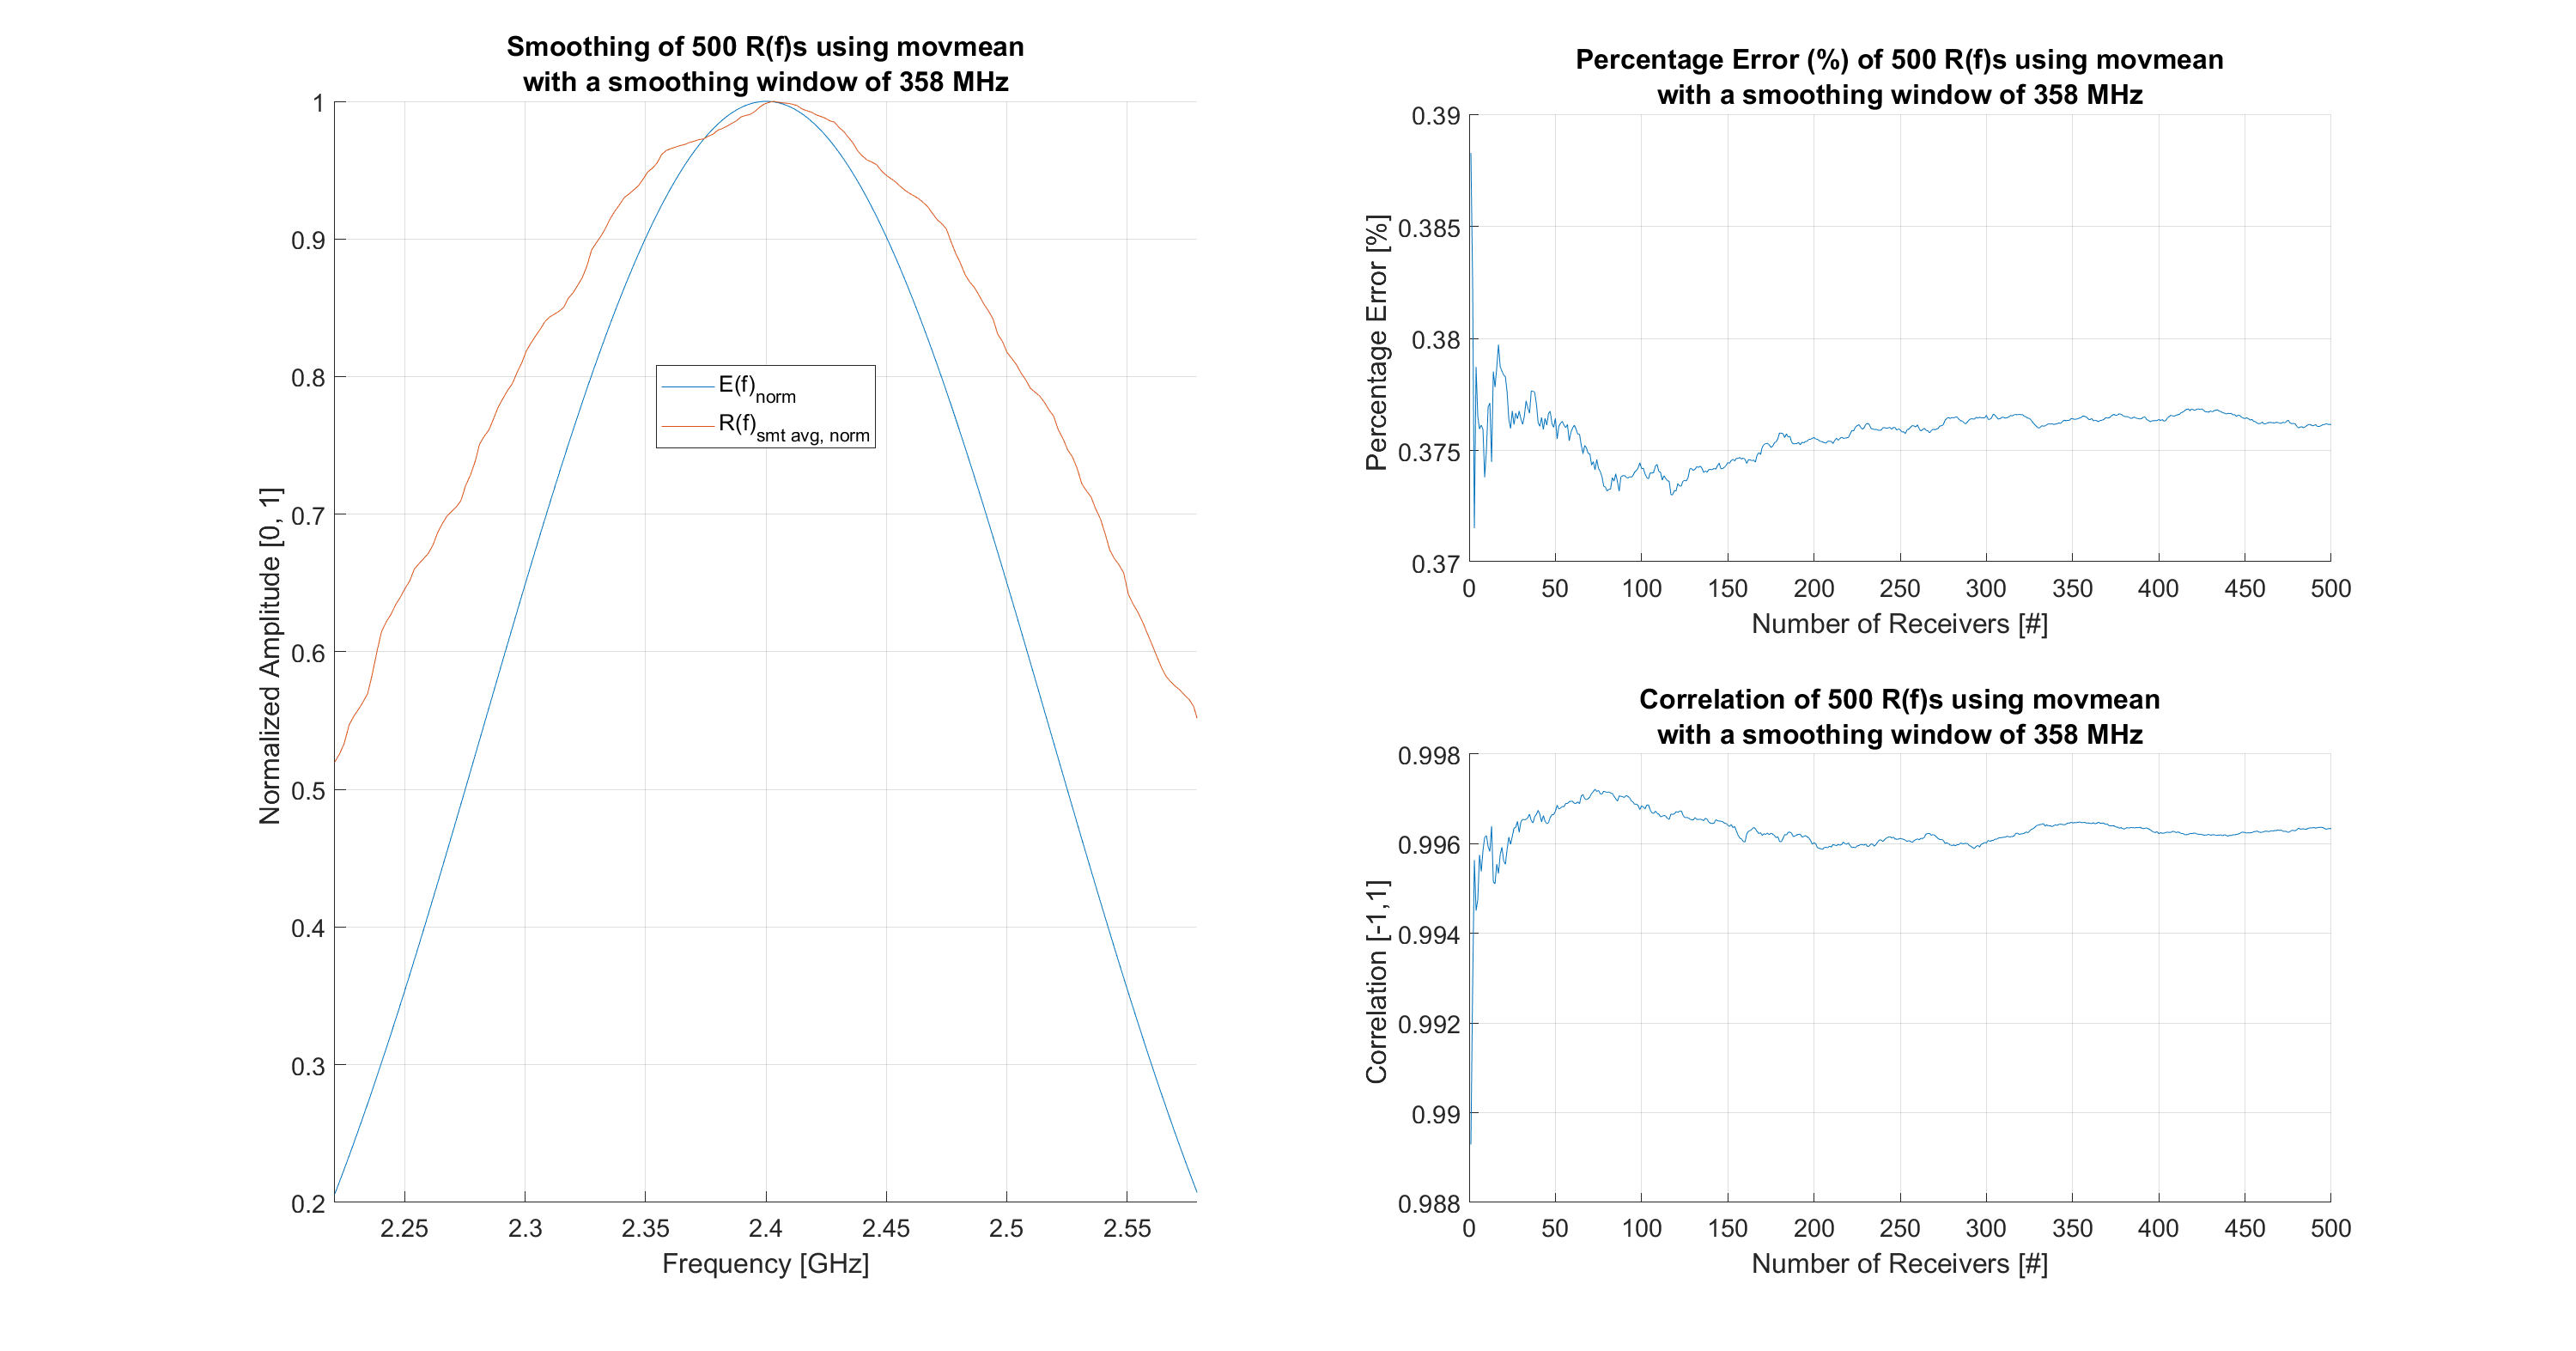 Smoothing of 500 R(f)s using movmean
with a smoothing window of 358 MHz
1
0.9
0.8
0.7
0.6
0.5
0.4
0.3
0.2
Normalized Amplitude [0, 1]
E(f)norm
R(f)smt avg, norm
2.25 2.3 2.35 2.4 2.45 2.5 2.55
Frequency [GHz]
Percentage Error (%) of 500 R(f)s using movmean
with a smoothing window of 358 MHz
0.39
0.385
0.38
0.375
0.37
Percentage Error [%]
0 50 100 150 200 250 300 350 400 450 500
Number of Receivers [#]
Correlation of 500 R(f)s using movmean
with a smoothing window of 358 MHz
0.998
0.996
0.994
0.992
0.99
0.988
Correlation [-1,1]
0 50 100 150 200 250 300 350 400 450 500
Number of Receivers [#]